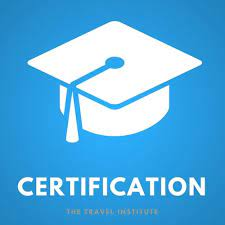 CERTIFICATION
THE TRAVEL INSTITUTE